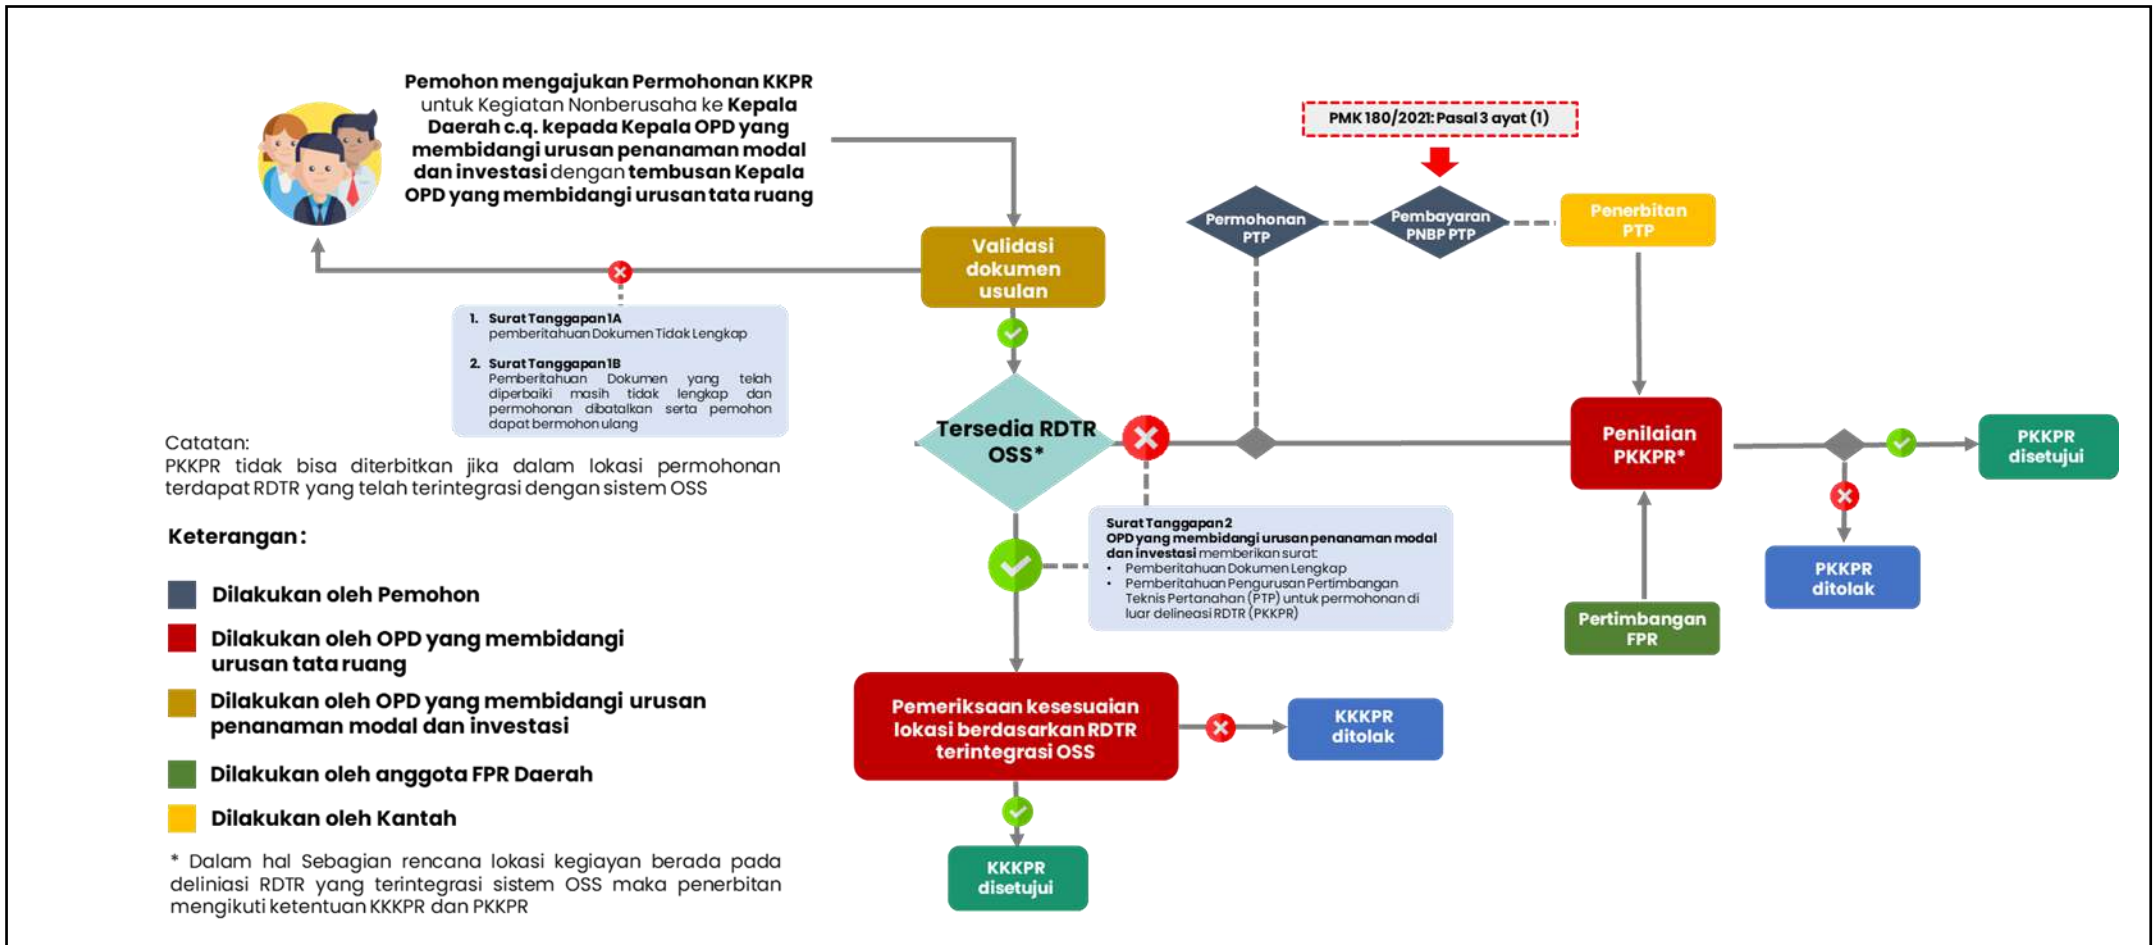 Pemohon mengajukan Permohonan KKPR
untuk Kegiatan Nonberusaha ke Kepala
Daerah c.q. kepada Kepala OPD yang
membidangi urusan penanaman modal
dan investasi dengan tembusan Kepala
OPD yang membidangi urusan tata ruang
PMK 180/2021: Pasal 3 ayat (1)
Permohonan
PTP
Pembayaran
PNBP PTP
Penerbitan
PTP
Validasi
dokumen
usulan
1. Surat Tanggapan 1A
pemberitahuan Dokumen Tidak Lengkap
2. Surat Tanggapan 1B
Pemberitahuan Dokumen yang telah
diperbaiki masih tidak lengkap dan
permohonan dibatalkan serta pemohon
dapat bermohon ulang
Tersedia RDTR
OSS*
Penilaian
PKKPR*
PKKPR
disetujui
PKKPR
ditolak
Pertimbangan
FPR
Surat Tanggapan 2
OPD yang membidangi urusan penanaman modal
dan investasi memberikan surat:
• Pemberitahuan Dokumen Lengkap
• Pemberitahuan Pengurusan Pertimbangan
Teknis Pertanahan (PTP) untuk permohonan di
luar delineasi RDTR (PKKPR)
Pemeriksaan kesesuaian
lokasi berdasarkan RDTR
terintegrasi OSS
KKKPR
ditolak
KKKPR
disetujui
Catatan:
PKKPR tidak bisa diterbitkan jika dalam lokasi permohonan
terdapat RDTR yang telah terintegrasi dengan sistem OSS
Keterangan:
Dilakukan oleh Pemohon
Dilakukan oleh OPD yang membidangi
urusan tata ruang
Dilakukan oleh OPD yang membidangi urusan
penanaman modal dan investasi
Dilakukan oleh anggota FPR Daerah
Dilakukan oleh Kantah
* Dalam hal Sebagian rencana lokasi kegiayan berada pada
deliniasi RDTR yang terintegrasi sistem OSS maka penerbitan
mengikuti ketentuan KKKPR dan PKKPR